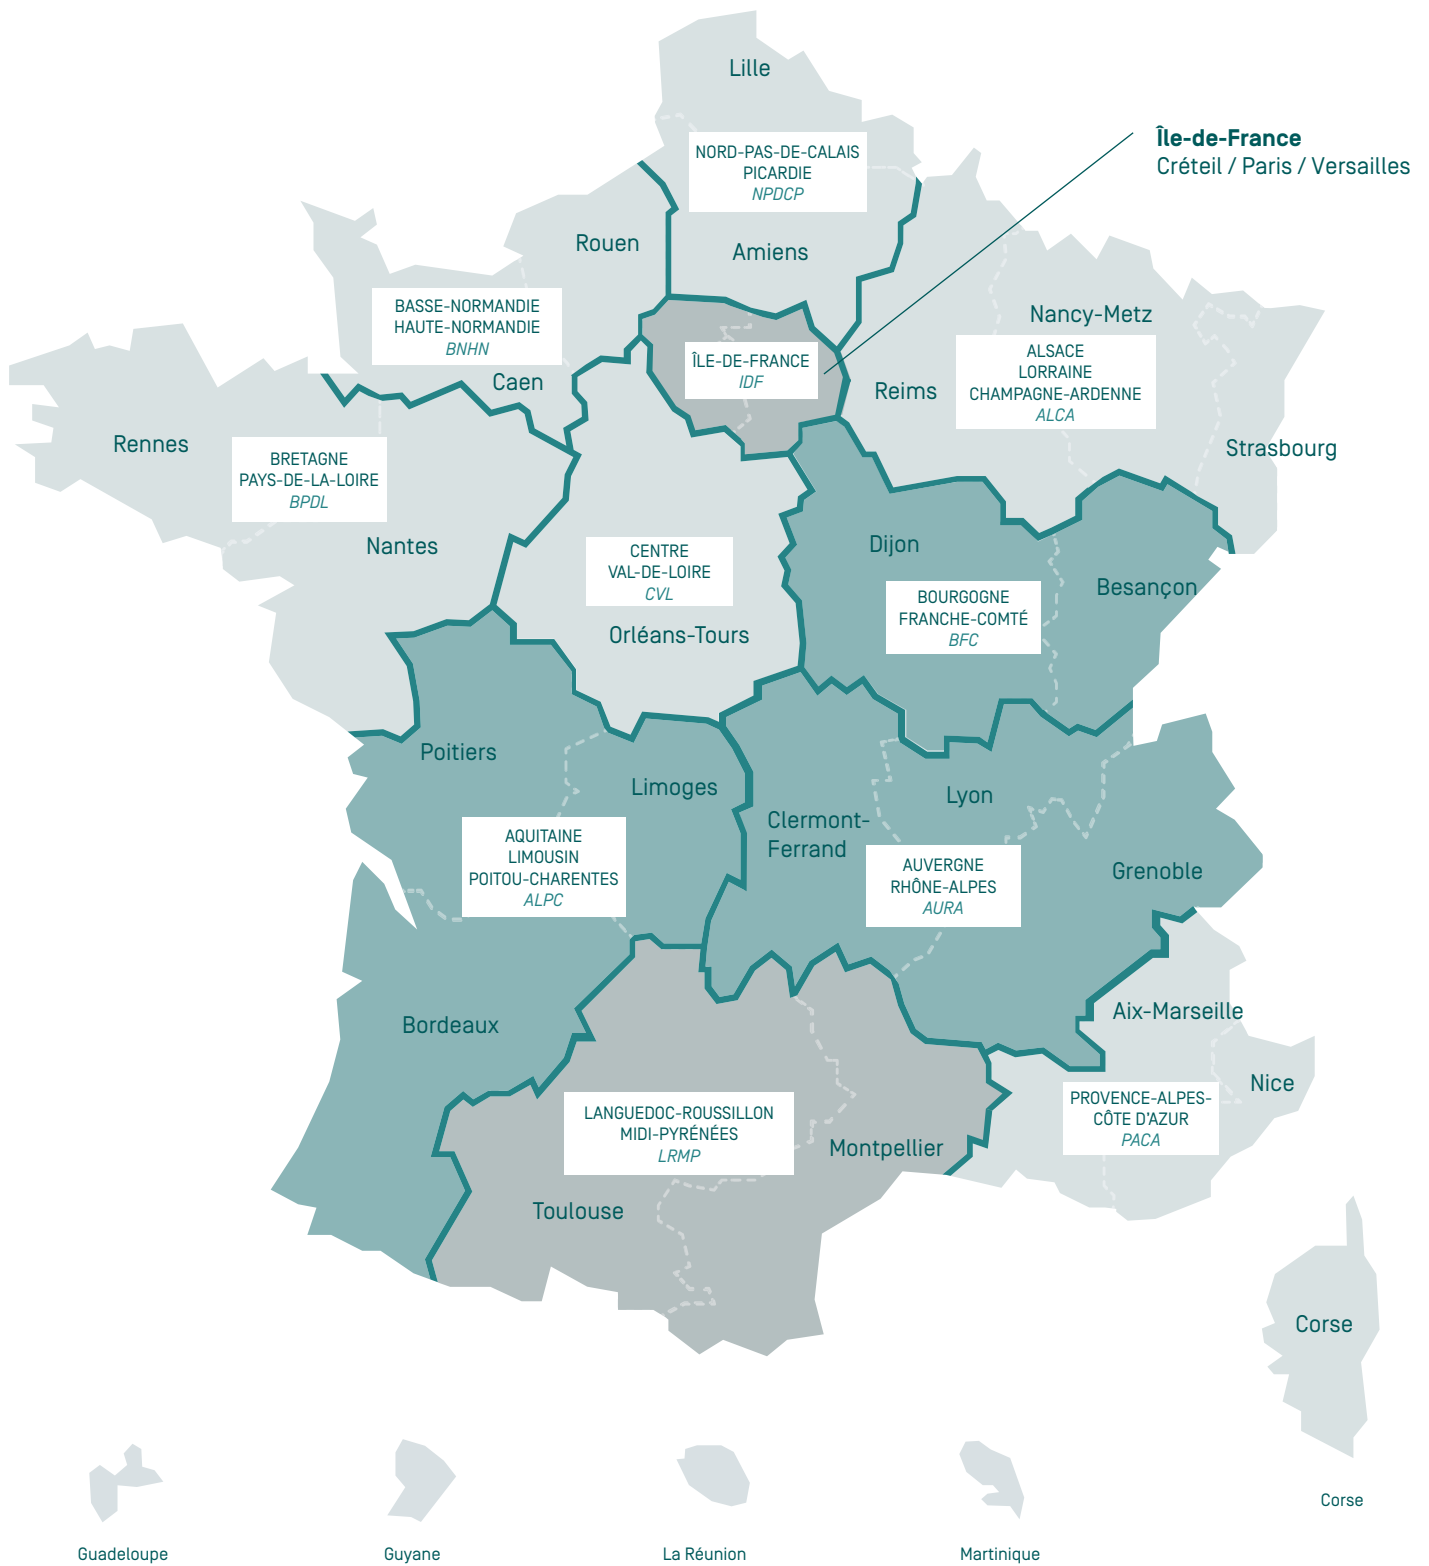 Lille
Île-de-France
Créteil / Paris / Versailles
NORD-PAS-DE-CALAIS
PICARDIE
NPDCP
Rouen
Amiens
BASSE-NORMANDIE
HAUTE-NORMANDIE
BNHN
Caen
Nancy-Metz
ÎLE-DE-FRANCE
IDF
Reims
ALSACE
LORRAINE
CHAMPAGNE-ARDENNE
ALCA
Strasbourg
Rennes
BRETAGNE
PAYS-DE-LA-LOIRE
BPDL
Nantes
CENTRE
VAL-DE-LOIRE
CVL
Orléans-Tours
Dijon
Besançon
BOURGOGNE
FRANCHE-COMTÉ
BFC
Poitiers
Limoges
AQUITAINE
LIMOUSIN
POITOU-CHARENTES
ALPC
Clermont-
Ferrand
Lyon
AUVERGNE
RHÔNE-ALPES
AURA
Grenoble
Bordeaux
Aix-Marseille
Nice
PROVENCE-ALPES-
CÔTE D'AZUR
PACA
LANGUEDOC-ROUSSILLON
MIDI-PYRÉNÉES
LRMP
Montpellier
Toulouse
Corse
Corse
Guadeloupe
Guyane
La Réunion
Martinique